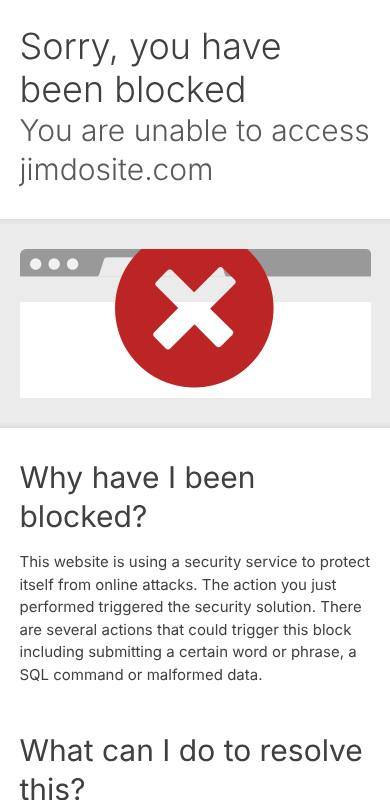 Sorry, you have
been blocked
You are unable to access
jimdosite.com
Why have I been
blocked?
This website is using a security service to protect
itself from online attacks. The action you just
performed triggered the security solution. There
are several actions that could trigger this block
including submitting a certain word or phrase, a
SQL command or malformed data.
What can I do to resolve
this?